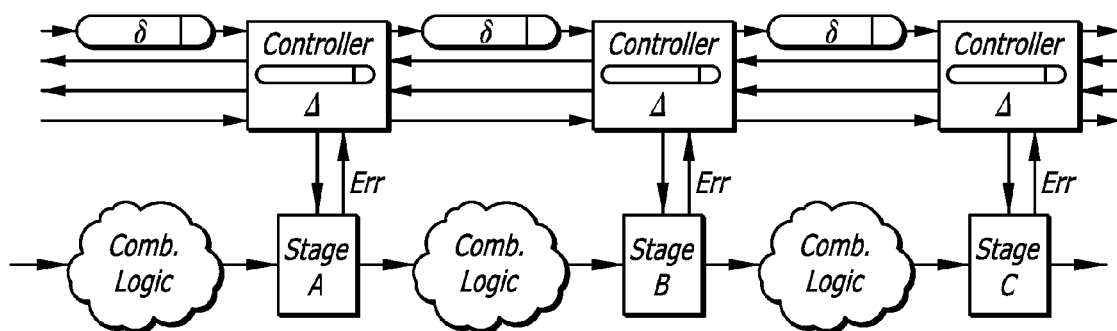 δ
Controller
Δ
δ
Controller
Δ
δ
Controller
Δ
Err
Err
Err
Comb.
Logic
Stage
A
Comb.
Logic
Stage
B
Comb.
Logic
Stage
C